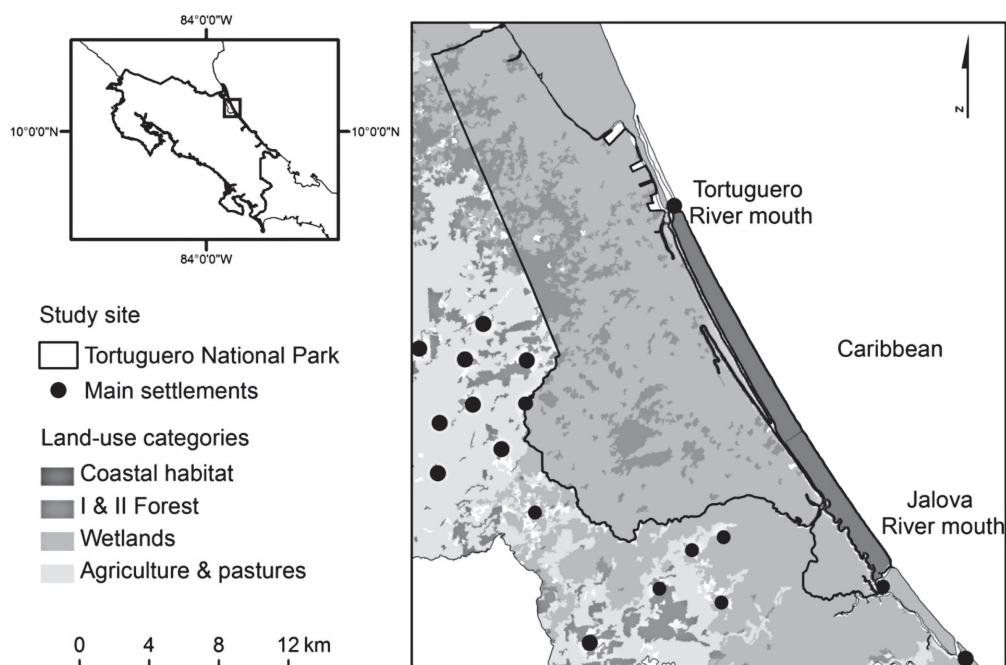 84°0'0"W
10°0'0"N
10°0'0"N
84°0'0"W
Study site
Tortuguero National Park
Main settlements
Land-use categories
Coastal habitat
I & II Forest
Wetlands
Agriculture & pastures
0 4 8 12 km
N
Tortuguero
River mouth
Caribbean
Jalova
River mouth